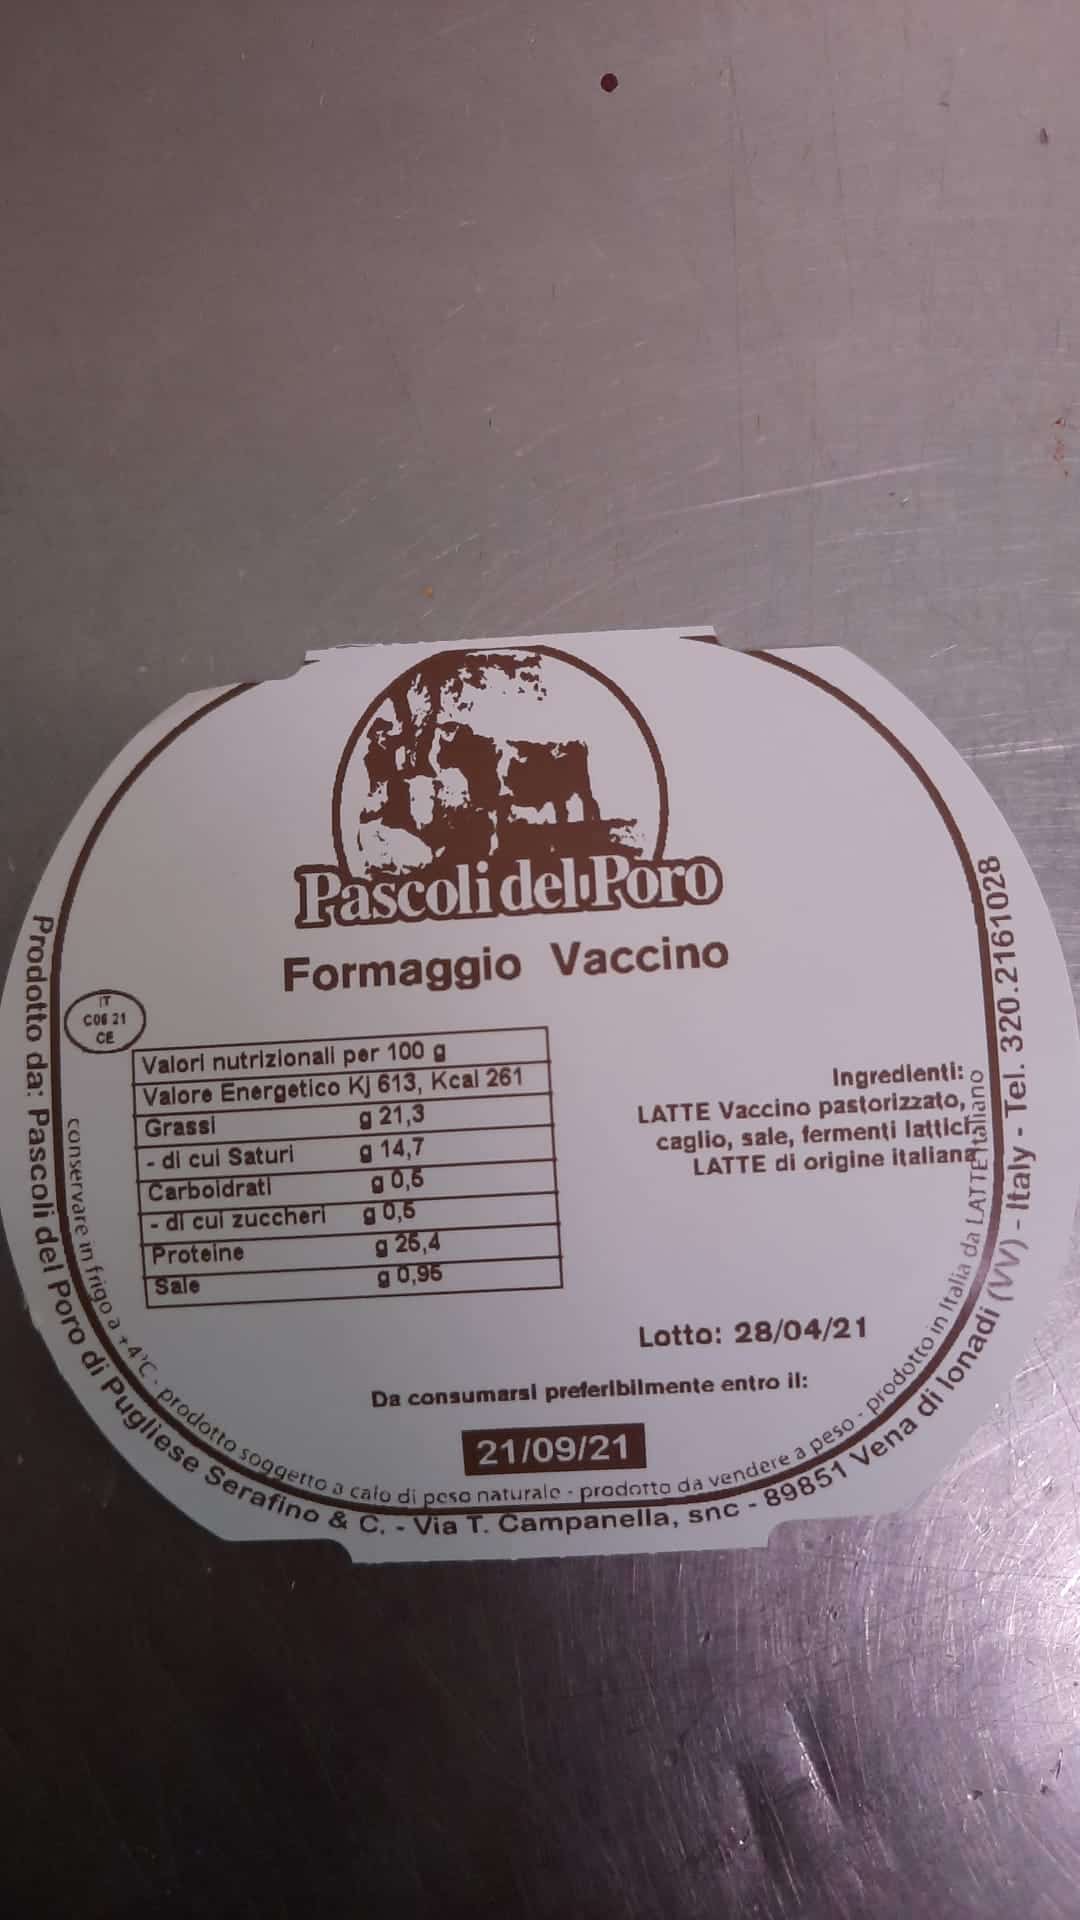 Pascoli del Poro
Formaggio Vaccino
IT
C06 21
CE
Valori nutrizionali per 100 g
Valore Energetico Kj 613, Kcal 261
Grassi g 21,3
- di cui Saturi g 14,7
Carboidrati g 0,5
- di cui zuccheri g 0,5
Proteine g 25,4
Sale g 0,95
Ingredienti:
LATTE Vaccino pastorizzato,
caglio, sale, fermenti lattici,
LATTE di origine italiana
Lotto: 28/04/21
Da consumarsi preferibilmente entro il:
21/09/21
conservare in frigo a +4°C - prodotto soggetto a calo di peso naturale - prodotto da vendere a peso - prodotto in Italia da LATTE Italiano
Prodotto da: Pascoli del Poro di Pugliese Serafino & C. - Via T. Campanella, snc - 89851 Vena di Ionadi (VV) - Italy - Tel. 320.2161028